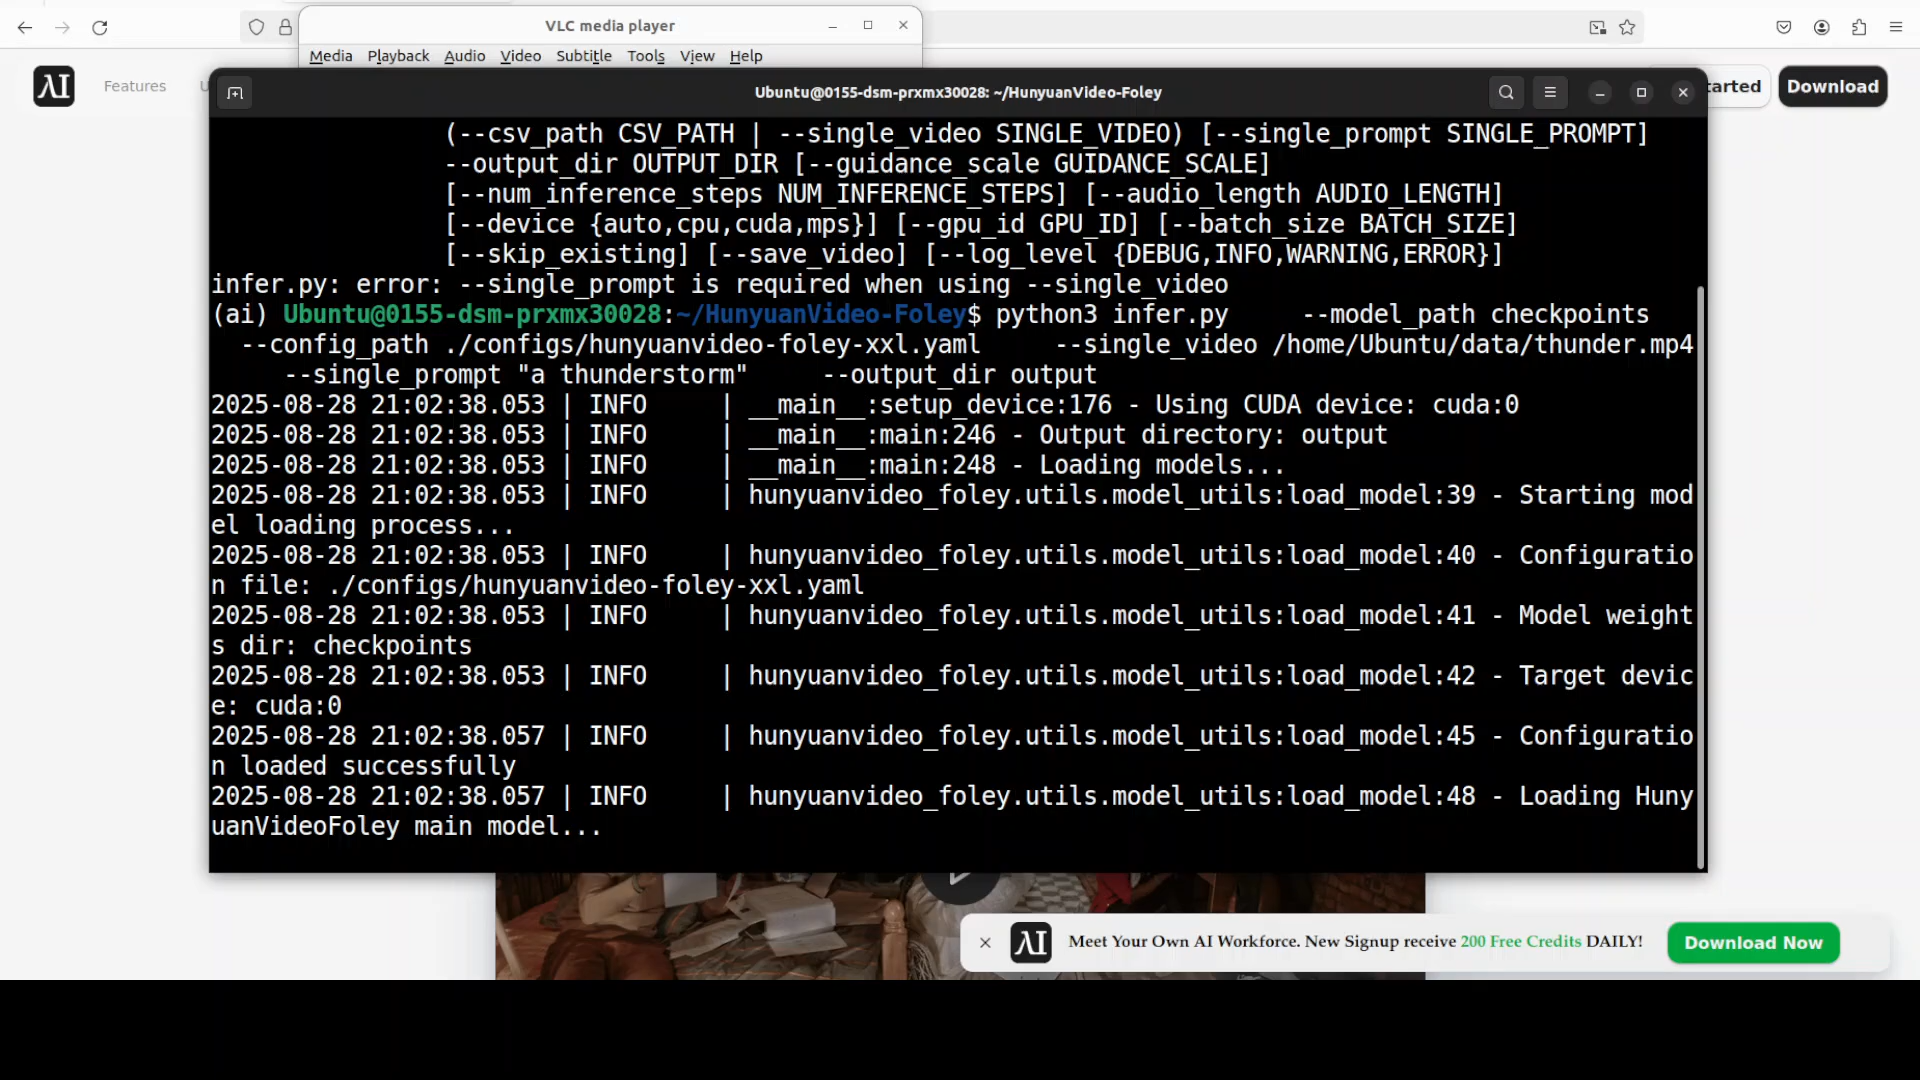 VLC media player
Media Playback Audio Video Subtitle Tools View Help
AI Features
arted Download
Ubuntu@0155-dsm-prxmx30028: ~/HunyuanVideo-Foley
(--csv_path CSV_PATH | --single_video SINGLE_VIDEO) [--single_prompt SINGLE_PROMPT]
--output_dir OUTPUT_DIR [--guidance_scale GUIDANCE_SCALE]
[--num_inference_steps NUM_INFERENCE_STEPS] [--audio_length AUDIO_LENGTH]
[--device {auto,cpu,cuda,mps}] [--gpu_id GPU_ID] [--batch_size BATCH_SIZE]
[--skip_existing] [--save_video] [--log_level {DEBUG,INFO,WARNING,ERROR}]
infer.py: error: --single_prompt is required when using --single_video
(ai) Ubuntu@0155-dsm-prxmx30028:~/HunyuanVideo-Foley$ python3 infer.py     --model_path checkpoints
--config_path ./configs/hunyuanvideo-foley-xxl.yaml     --single_video /home/Ubuntu/data/thunder.mp4
--single_prompt "a thunderstorm"     --output_dir output
2025-08-28 21:02:38.053 | INFO     | __main__:setup_device:176 - Using CUDA device: cuda:0
2025-08-28 21:02:38.053 | INFO     | __main__:main:246 - Output directory: output
2025-08-28 21:02:38.053 | INFO     | __main__:main:248 - Loading models...
2025-08-28 21:02:38.053 | INFO     | hunyuanvideo_foley.utils.model_utils:load_model:39 - Starting mod
el loading process...
2025-08-28 21:02:38.053 | INFO     | hunyuanvideo_foley.utils.model_utils:load_model:40 - Configuratio
n file: ./configs/hunyuanvideo-foley-xxl.yaml
2025-08-28 21:02:38.053 | INFO     | hunyuanvideo_foley.utils.model_utils:load_model:41 - Model weight
s dir: checkpoints
2025-08-28 21:02:38.053 | INFO     | hunyuanvideo_foley.utils.model_utils:load_model:42 - Target devic
e: cuda:0
2025-08-28 21:02:38.057 | INFO     | hunyuanvideo_foley.utils.model_utils:load_model:45 - Configuratio
n loaded successfully
2025-08-28 21:02:38.057 | INFO     | hunyuanvideo_foley.utils.model_utils:load_model:48 - Loading Huny
uanVideoFoley main model...
AI Meet Your Own AI Workforce. New Signup receive 200 Free Credits DAILY! Download Now